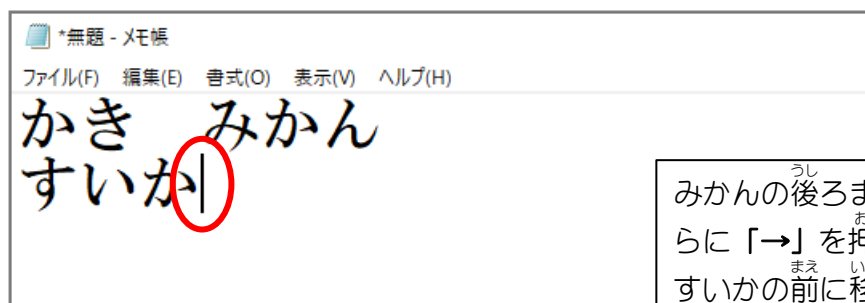 *無題 - メモ帳
ファイル(F) 編集(E) 書式(O) 表示(V) ヘルプ(H)
かき　みかん
すいか
みかんの後ろま
らに「→」を押
すいかの前に移